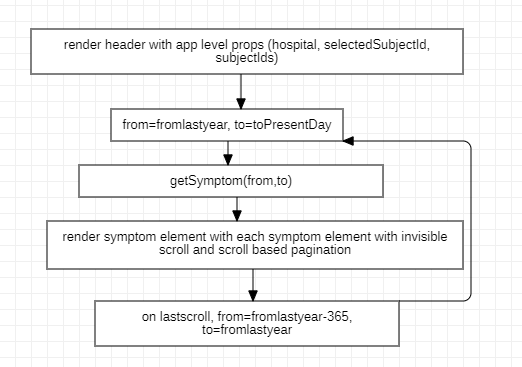 render header with app level props (hospital, selectedSubjectId,
subjectIds)
from=fromlastyear, to=toPresentDay
getSymptom(from,to)
render symptom element with each symptom element with invisible
scroll and scroll based pagination
on lastscroll, from=fromlastyear-365,
to=fromlastyear